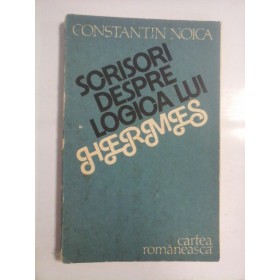 CONSTANTIN NOICA
SCRISORI
DESPRE
LOGICA LUI
HERMES
cartea
românească